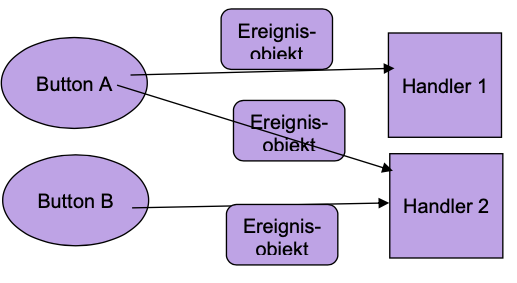 Ereignis-
objekt
Button A
Handler 1
Ereignis-
objekt
Button B
Handler 2
Ereignis-
objekt